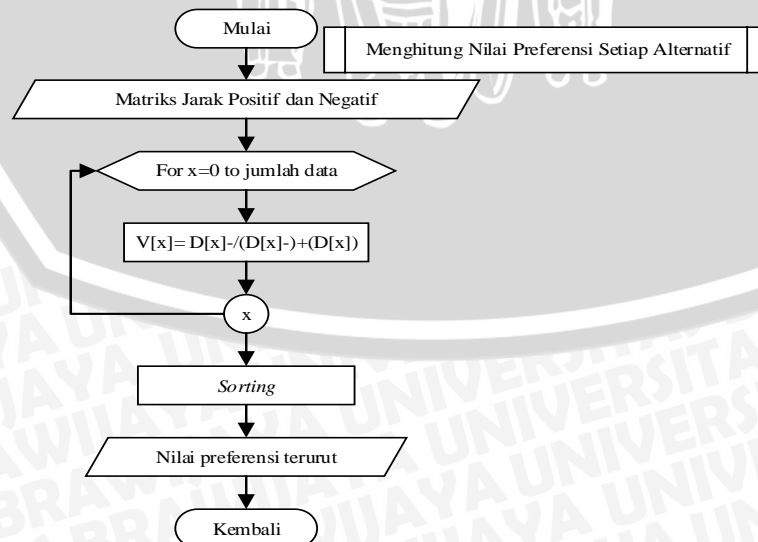 Mulai
Menghitung Nilai Preferensi Setiap Alternatif
Matriks Jarak Positif dan Negatif
For x=0 to jumlah data
V[x]= D[x]-/(D[x]-)+(D[x])
x
Sorting
Nilai preferensi terurut
Kembali